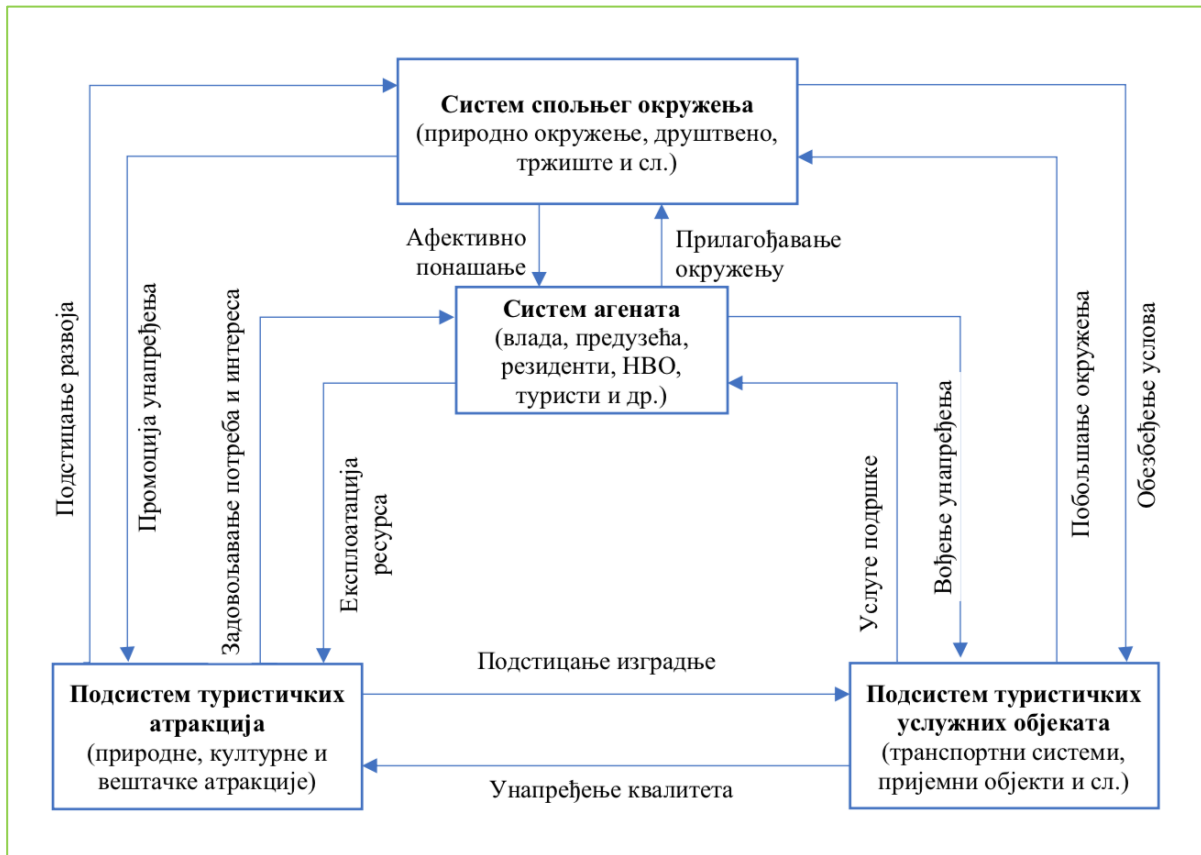 Систем спољњег окружења
(природно окружење, друштвено,
тржиште и сл.)
Афективно
понашање
Прилагођавање
окружењу
Систем агената
(влада, предузећа,
резиденти, НВО,
туристи и др.)
Подстицање развоја
Промоција унапређења
Задовољавање потреба и интереса
Експлоатација
ресурса
Услуге подршке
Вођење унапређења
Побољшање окружења
Обезбеђење услова
Подстицање изградње
Подсистем туристичких
атракција
(природне, културне и
вештачке атракције)
Подсистем туристичких
услужних објеката
(транспортни системи,
пријемни објекти и сл.)
Унапређење квалитета